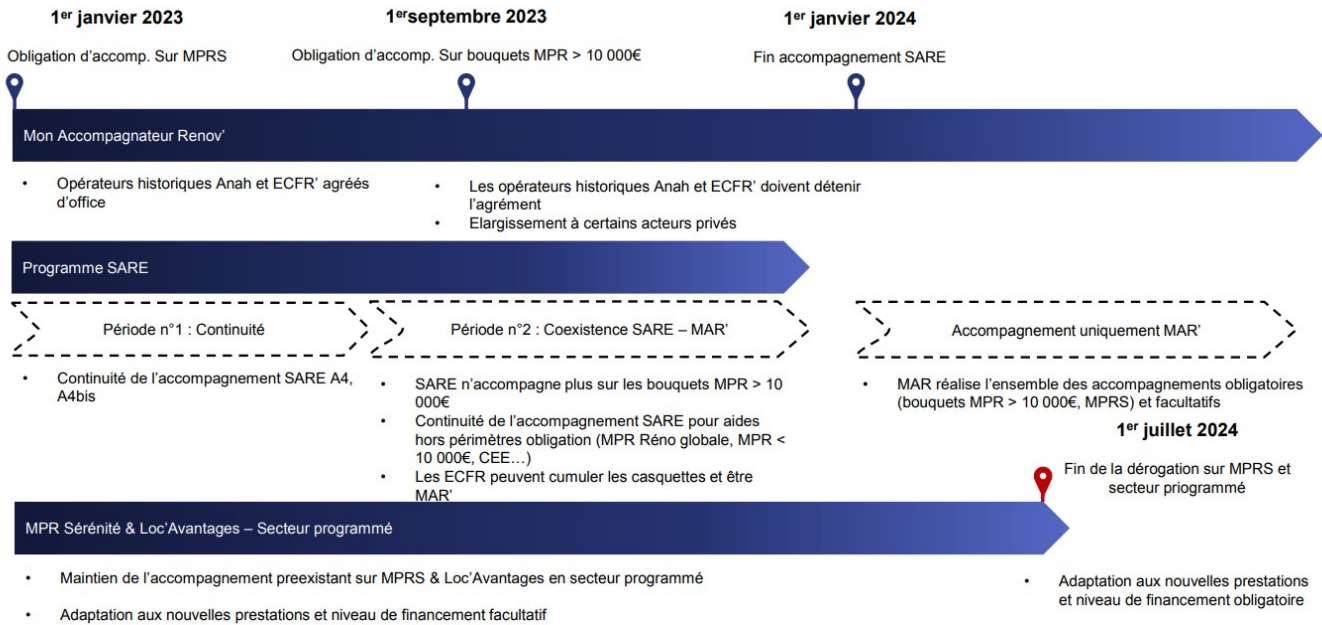 1er janvier 2023
1erseptembre 2023
1er janvier 2024
Obligation d'accomp. Sur MPRS
Obligation d'accomp. Sur bouquets MPR > 10 000€
Fin accompagnement SARE
Mon Accompagnateur Renov'
• Opérateurs historiques Anah et ECFR' agréés
d'office
• Les opérateurs historiques Anah et ECFR' doivent détenir
l'agrément
• Elargissement à certains acteurs privés
Programme SARE
Période n°1 : Continuité
Période n°2 : Coexistence SARE – MAR'
Accompagnement uniquement MAR'
• Continuité de l'accompagnement SARE A4,
A4bis
• SARE n'accompagne plus sur les bouquets MPR > 10
000€
• Continuité de l'accompagnement SARE pour aides
hors périmètres obligation (MPR Réno globale, MPR <
10 000€, CEE…)
• Les ECFR peuvent cumuler les casquettes et être
MAR'
• MAR réalise l'ensemble des accompagnements obligatoires
(bouquets MPR > 10 000€, MPRS) et facultatifs
1er juillet 2024
Fin de la dérogation sur MPRS et
secteur priogrammé
MPR Sérénité & Loc'Avantages – Secteur programmé
• Maintien de l'accompagnement preexistant sur MPRS & Loc'Avantages en secteur programmé
• Adaptation aux nouvelles prestations et niveau de financement facultatif
• Adaptation aux nouvelles prestations
et niveau de financement obligatoire